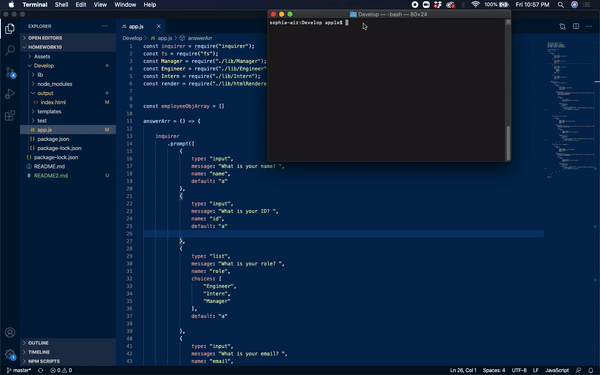 Terminal Shell Edit View Window Help 100% Fri 10:57 PM
Develop — -bash — 80×24
sophia-air:Develop apple$
EXPLORER
OPEN EDITORS
HOMEWORK10
Assets
Develop
lib
node_modules
output
index.html M
templates
test
app.js M
package.json
package-lock.json
package-lock.json
README.md
README2.md U
OUTLINE
TIMELINE
NPM SCRIPTS
app.js
Develop > app.js > answerArr
1 const inquirer = require("inquirer");
2 const fs = require("fs");
3 const Manager = require("./lib/Manager");
4 const Engineer = require("./lib/Engineer"
5 const Intern = require("./lib/Intern");
6 const render = require("./lib/htmlRendere
7
8
9 const employeeObjArray = []
10
11 answerArr = () => {
12
13 inquirer
14 .prompt([
15 {
16 type: "input",
17 message: "What is your name? ",
18 name: "name",
19 default: "a"
20 },
21 {
22 type: "input",
23 message: "What is your ID? ",
24 name: "id",
25 default: "a"
26
27 },
28 {
29 type: "list",
30 message: "What is your role? ",
31 name: "role",
32 choices: [
33 "Engineer",
34 "Intern",
35 "Manager"
36 ],
37 default: "a"
38
39 },
40 {
41 type: "input",
42 message: "What is your email? ",
43 name: "email",
master* 0 0 Ln 26, Col 1 Spaces: 4 UTF-8 LF JavaScript